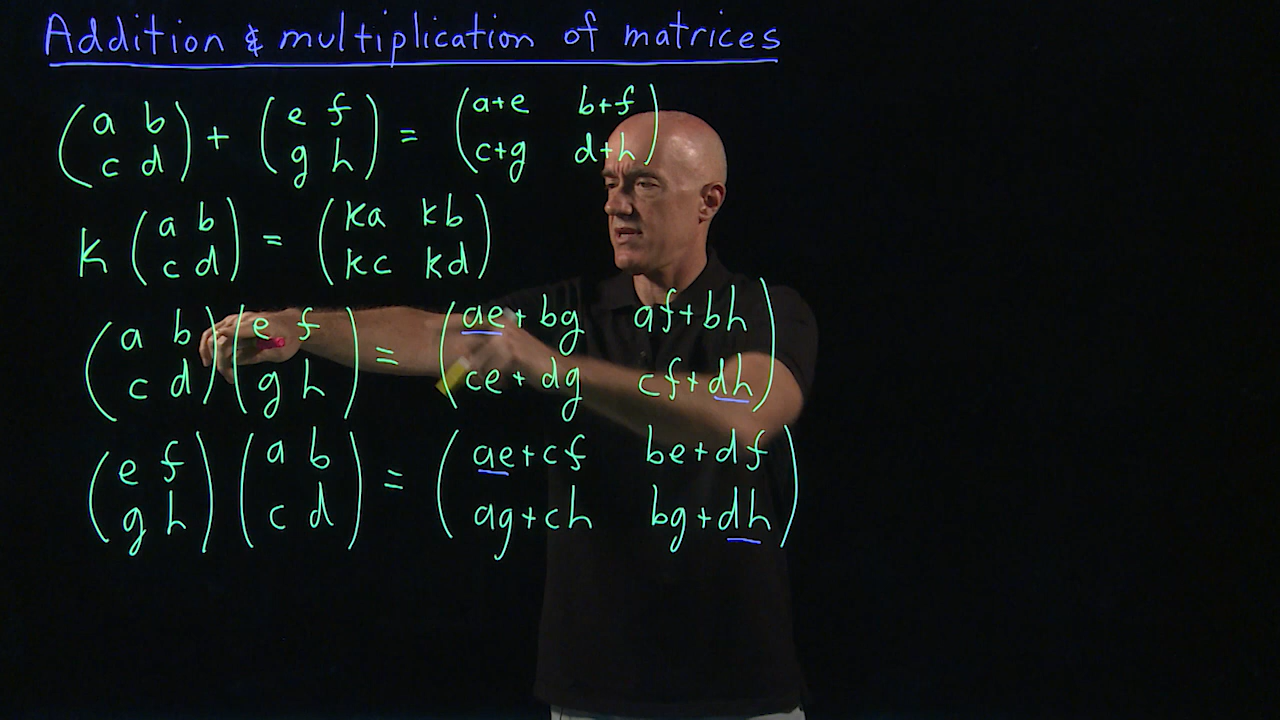 Addition & multiplication of matrices
(a b) + (e f) = (a+e b+f)
(c d) (g h) (c+g d+h)
k (a b) = (ka kb)
(c d) (kc kd)
(a b)(e f) = (ae+bg af+bh)
(c d)(g h) (ce+dg cf+dh)
(e f)(a b) = (ae+cf be+df)
(g h)(c d) (ag+ch bg+dh)